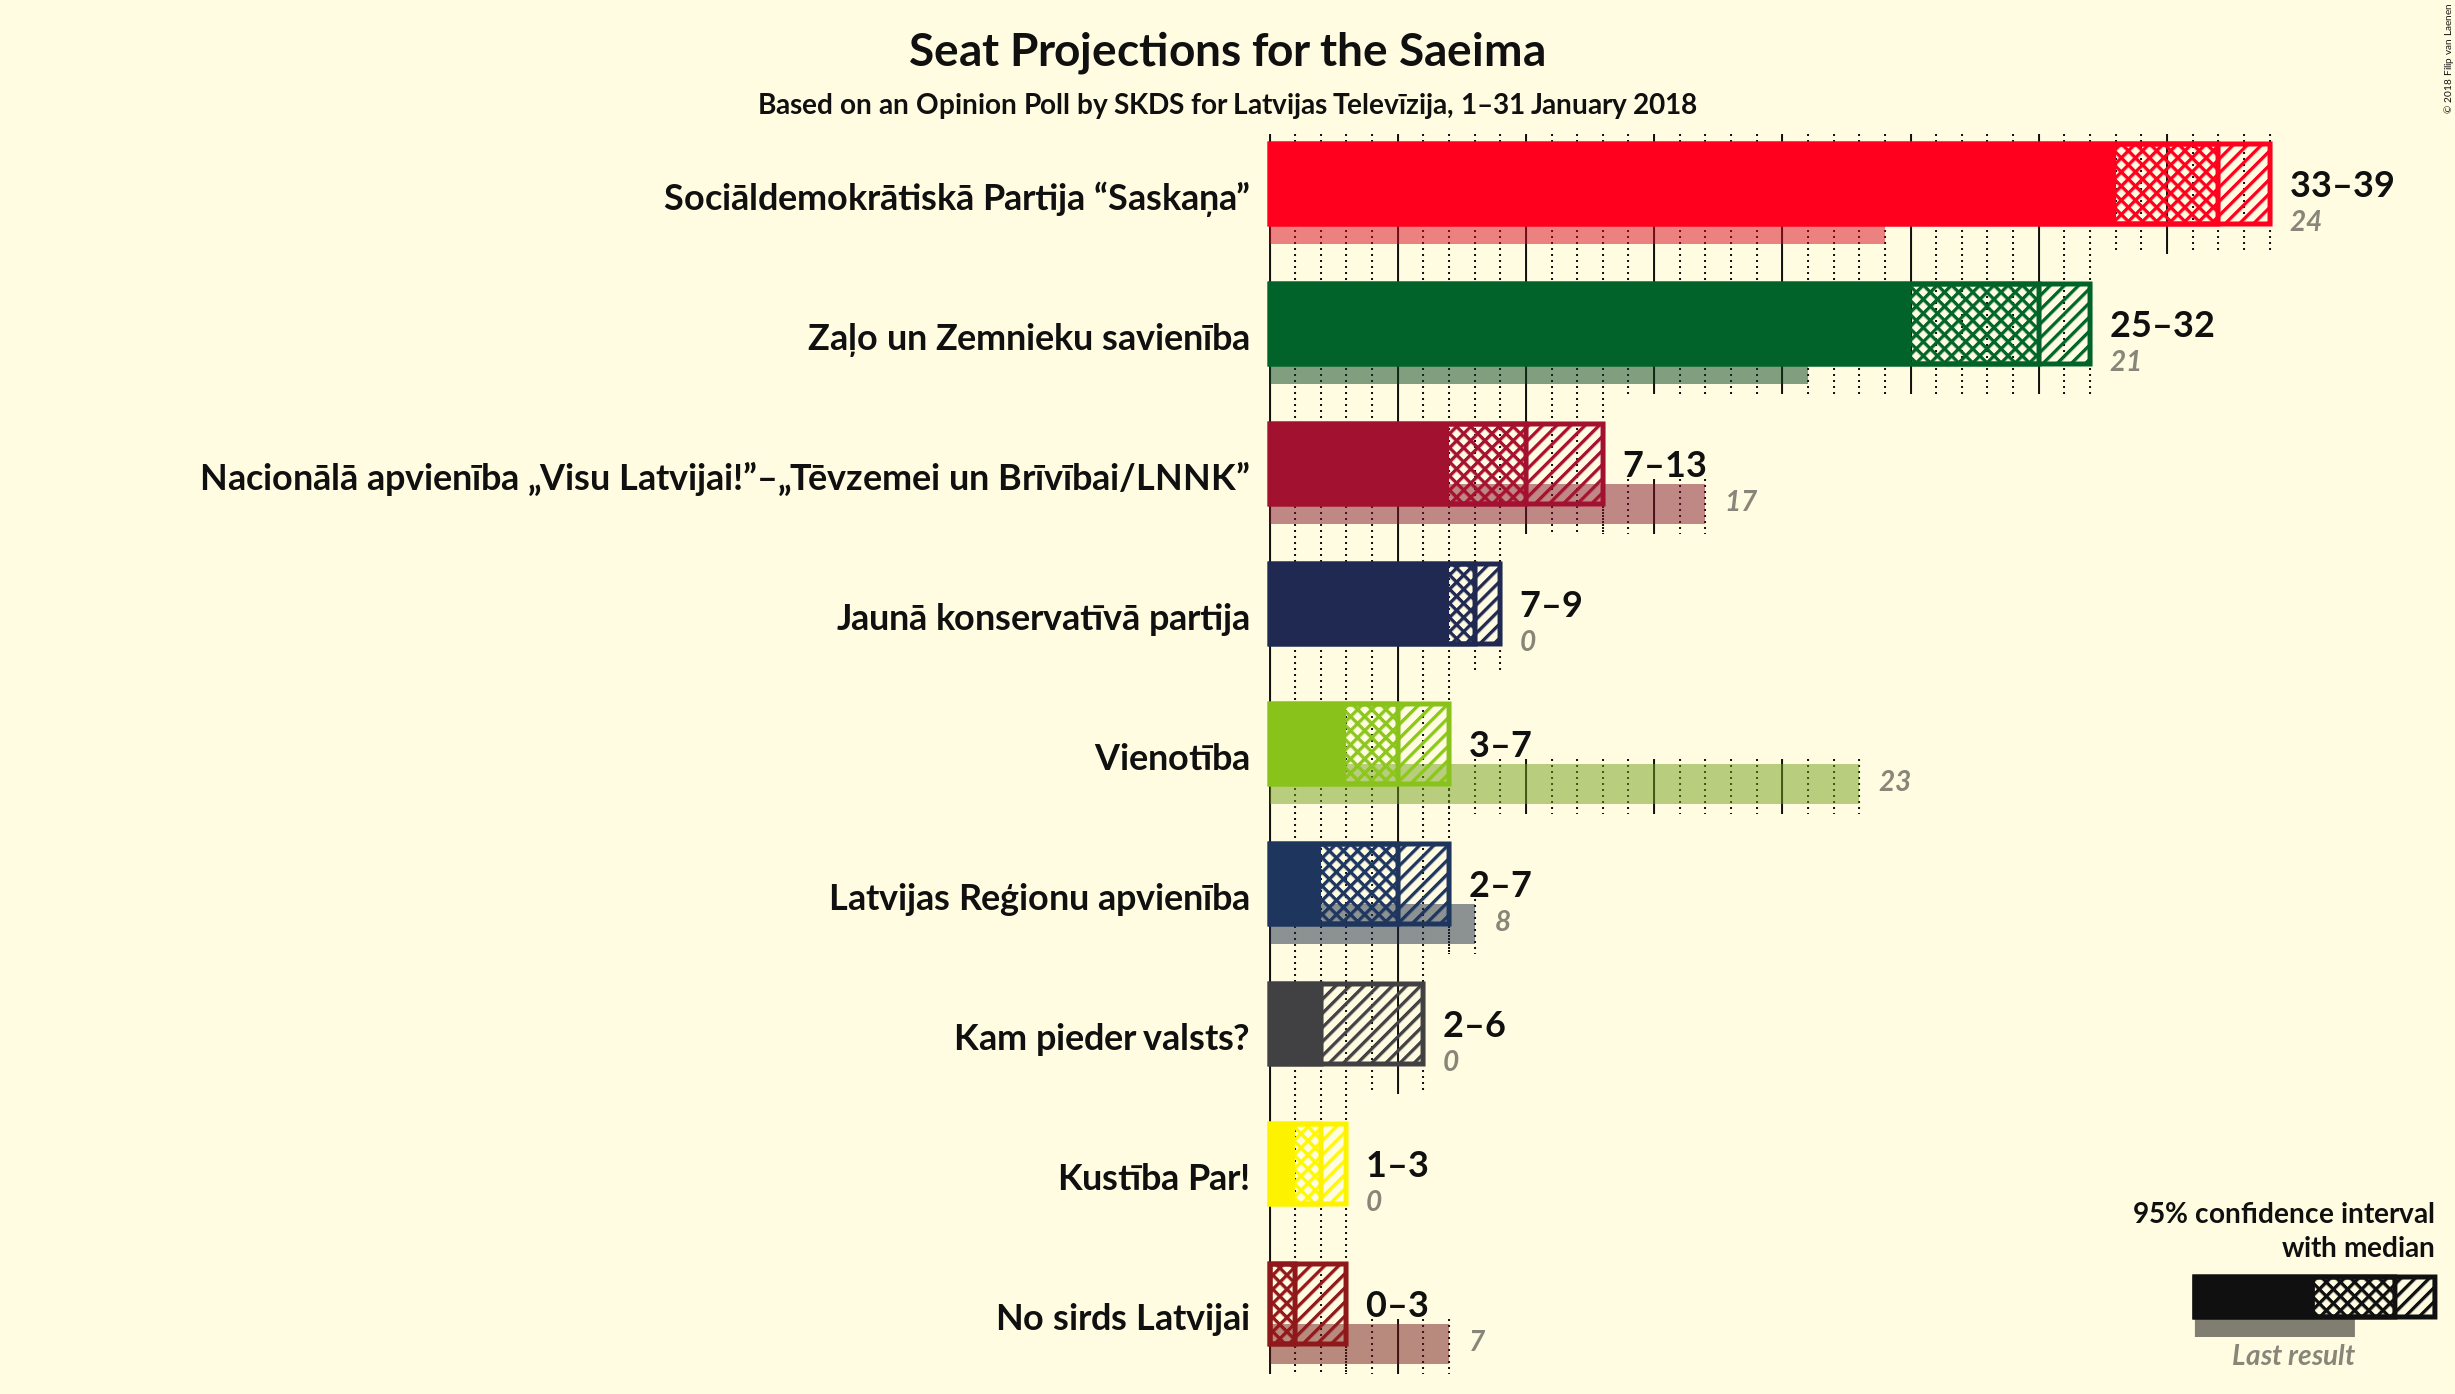 Seat Projections for the Saeima
Based on an Opinion Poll by SKDS for Latvijas Televīzija, 1–31 January 2018
© 2018 Filip van Laenen
Sociāldemokrātiskā Partija “Saskaņa”
33–39
24
Zaļo un Zemnieku savienība
25–32
21
Nacionālā apvienība „Visu Latvijai!”–„Tēvzemei un Brīvībai/LNNK”
7–13
17
Jaunā konservatīvā partija
7–9
0
Vienotība
3–7
23
Latvijas Reģionu apvienība
2–7
8
Kam pieder valsts?
2–6
0
Kustība Par!
1–3
0
No sirds Latvijai
0–3
7
95% confidence interval
with median
Last result